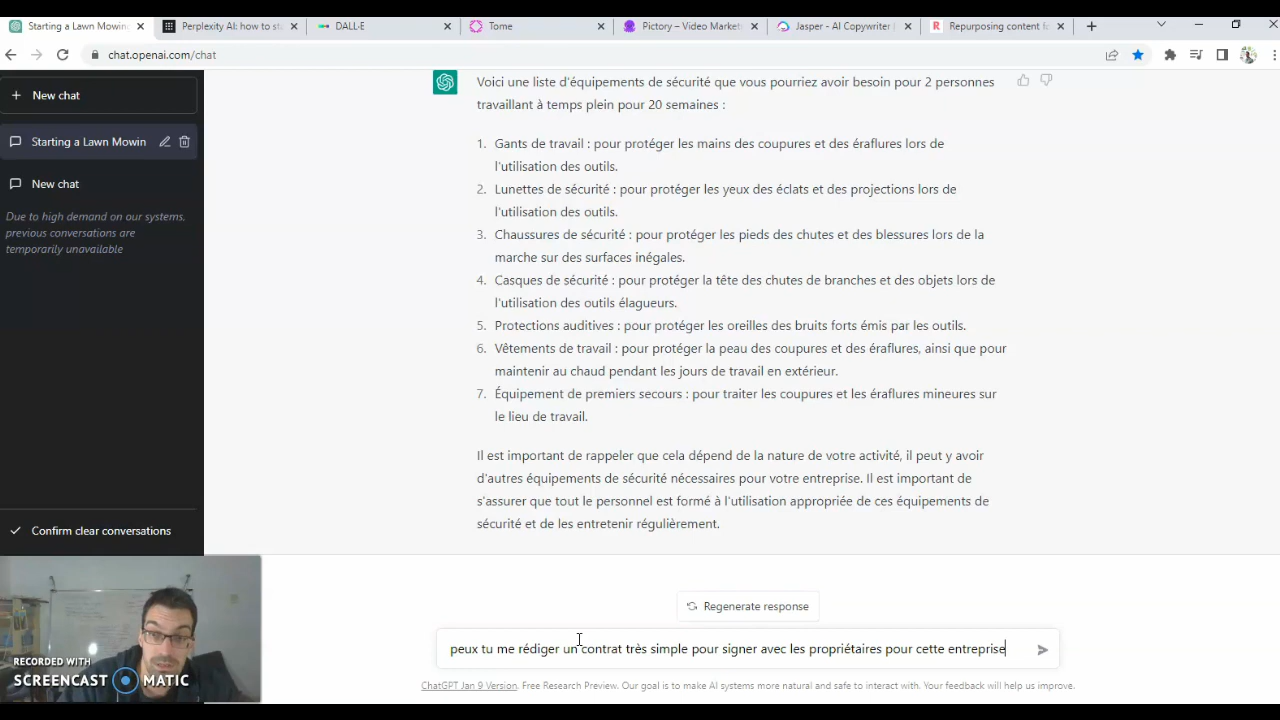 Starting a Lawn Mowing
Perplexity AI: how to st
DALL·E
Tome
Pictory – Video Market
Jasper - AI Copywriter
Repurposing content f
chat.openai.com/chat
New chat
Starting a Lawn Mowin
New chat
Due to high demand on our systems,
previous conversations are
temporarily unavailable
Confirm clear conversations
Voici une liste d'équipements de sécurité que vous pourriez avoir besoin pour 2 personnes
travaillant à temps plein pour 20 semaines :
1. Gants de travail : pour protéger les mains des coupures et des éraflures lors de
l'utilisation des outils.
2. Lunettes de sécurité : pour protéger les yeux des éclats et des projections lors de
l'utilisation des outils.
3. Chaussures de sécurité : pour protéger les pieds des chutes et des blessures lors de la
marche sur des surfaces inégales.
4. Casques de sécurité : pour protéger la tête des chutes de branches et des objets lors de
l'utilisation des outils élagueurs.
5. Protections auditives : pour protéger les oreilles des bruits forts émis par les outils.
6. Vêtements de travail : pour protéger la peau des coupures et des éraflures, ainsi que pour
maintenir au chaud pendant les jours de travail en extérieur.
7. Équipement de premiers secours : pour traiter les coupures et les éraflures mineures sur
le lieu de travail.
Il est important de rappeler que cela dépend de la nature de votre activité, il peut y avoir
d'autres équipements de sécurité nécessaires pour votre entreprise. Il est important de
s'assurer que tout le personnel est formé à l'utilisation appropriée de ces équipements de
sécurité et de les entretenir régulièrement.
Regenerate response
peux tu me rédiger un contrat très simple pour signer avec les propriétaires pour cette entreprise
ChatGPT Jan 9 Version. Free Research Preview. Our goal is to make AI systems more natural and safe to interact with. Your feedback will help us improve.
RECORDED WITH
SCREENCAST MATIC